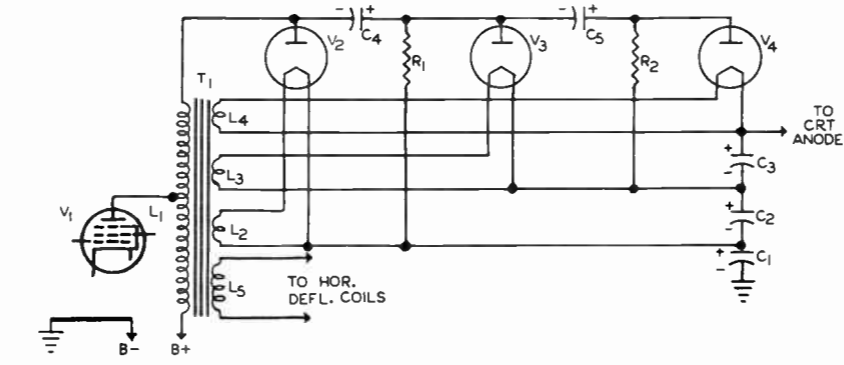 - +
C4
- +
C5
V2
V3
V4
R1
R2
T1
L4
TO
CRT
ANODE
+
-
C3
L3
V1
L1
+
-
C2
L2
+
-
C1
L5
TO HOR.
DEFL. COILS
B-
B+